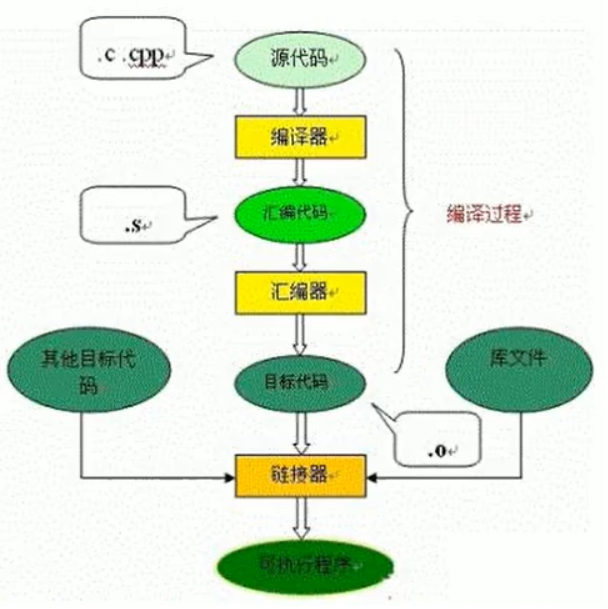 .c .cpp
源代码
编译器
.s
汇编代码
编译过程
汇编器
其他目标代
码
目标代码
库文件
.o
链接器
可执行程序